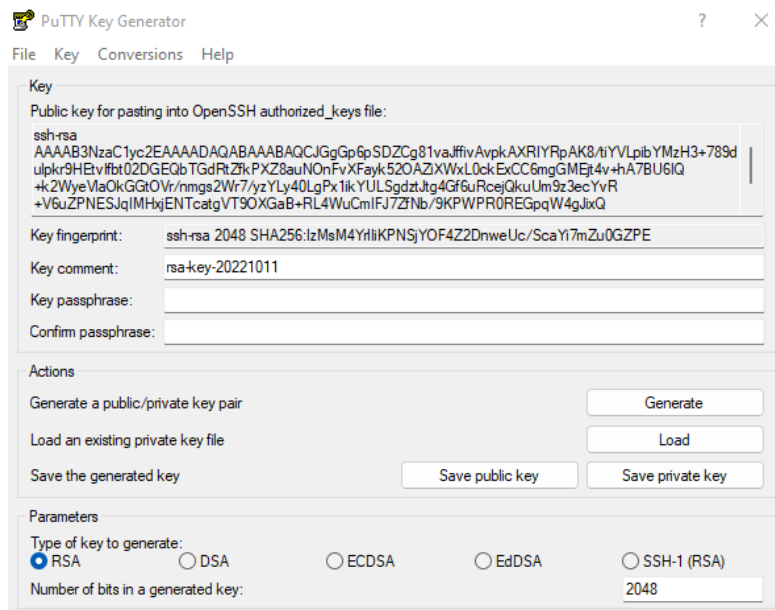 PuTTY Key Generator ? ×
File Key Conversions Help
Key
Public key for pasting into OpenSSH authorized_keys file:
ssh-rsa
AAAAB3NzaC1yc2EAAAADAQABAAABAQCJGgGp6pSDZCg81vaJffivAvpkAXRIYRpAK8/tiYVLpibYMzH3+789d
ulpkr9HEtvlfbt02DGEQbTGdRtZfkPXZ8auNOnFvXFayk52OAZiXWxL0ckExCC6mgGMEjt4v+hA7BU6IQ
+k2WyeVlaOkGGtOVr/nmgs2Wr7/yzYLy40LgPx1ikYULSgdztJtg4Gf6uRcejQkuUm9z3ecYvR
+V6uZPNESJqIMHxjENTcatgVT9OXGaB+RL4WuCmIFJ7ZfNb/9KPWPR0REGpqW4gJixQ
Key fingerprint: ssh-rsa 2048 SHA256:IzMsM4YrIiKPNSjYOF4Z2DnweUc/ScaYi7mZu0GZPE
Key comment: rsa-key-20221011
Key passphrase:
Confirm passphrase:
Actions
Generate a public/private key pair Generate
Load an existing private key file Load
Save the generated key Save public key Save private key
Parameters
Type of key to generate:
RSA DSA ECDSA EdDSA SSH-1 (RSA)
Number of bits in a generated key: 2048